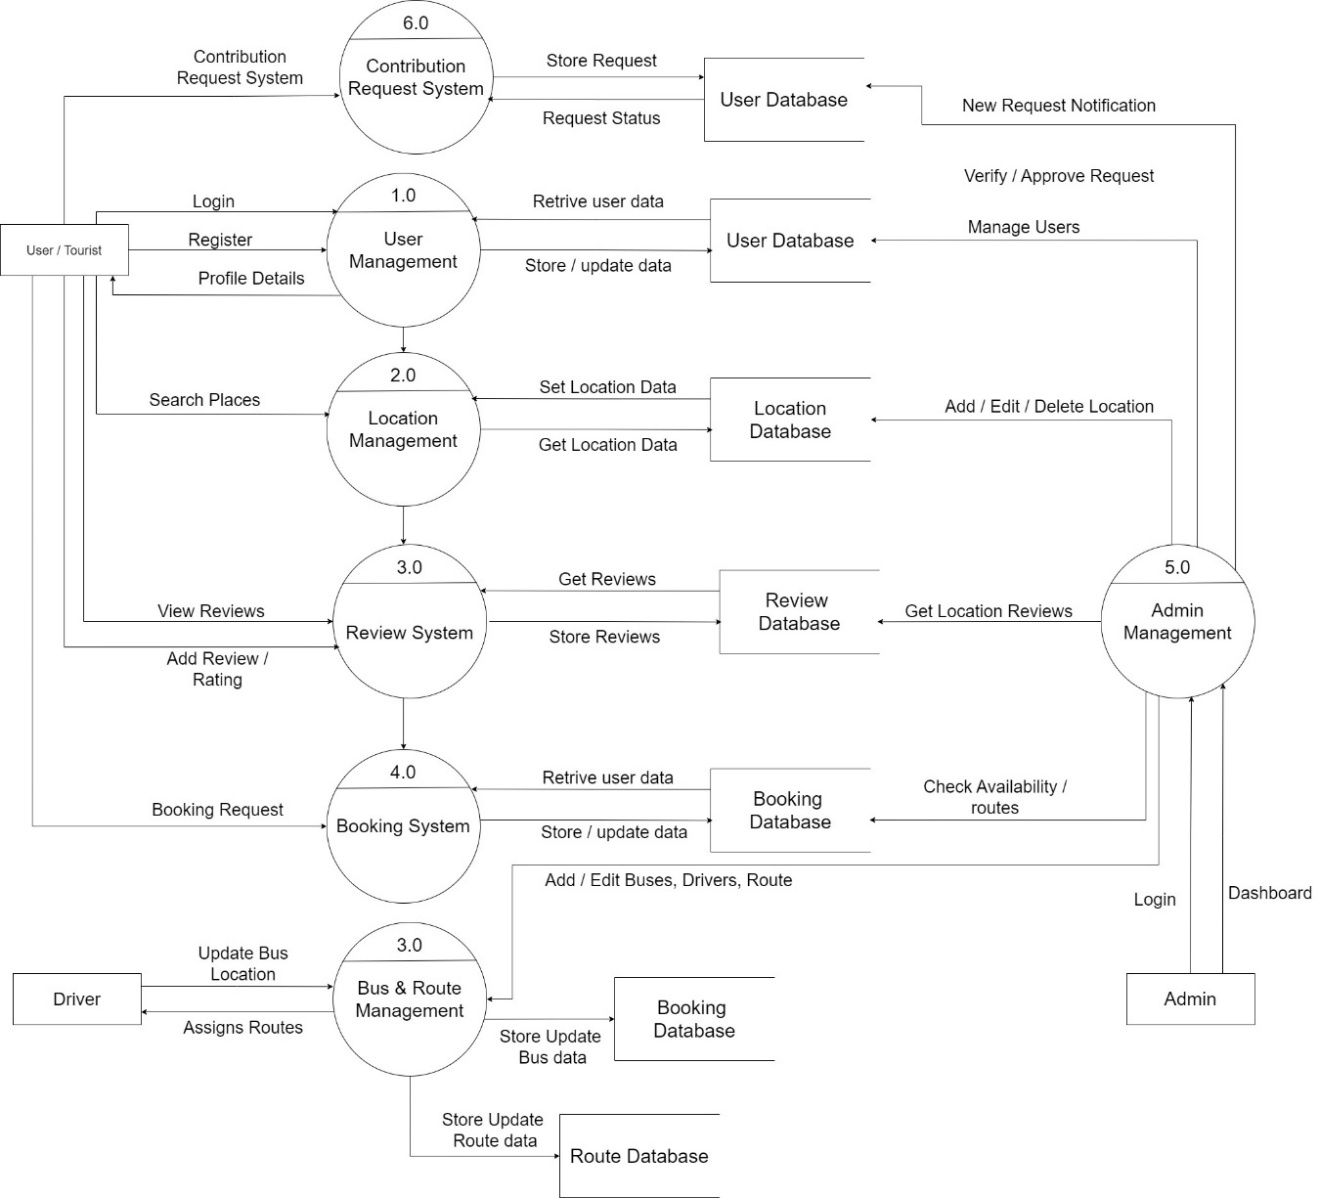 6.0
Contribution
Request System
Contribution
Request System
Store Request
Request Status
User Database
New Request Notification
Verify / Approve Request
User / Tourist
Login
Register
Profile Details
1.0
User
Management
Retrive user data
Store / update data
User Database
Manage Users
Search Places
2.0
Location
Management
Set Location Data
Get Location Data
Location
Database
Add / Edit / Delete Location
View Reviews
Add Review /
Rating
3.0
Review System
Get Reviews
Store Reviews
Review
Database
Get Location Reviews
5.0
Admin
Management
Booking Request
4.0
Booking System
Retrive user data
Store / update data
Booking
Database
Check Availability /
routes
Add / Edit Buses, Drivers, Route
Login
Dashboard
Driver
Update Bus
Location
Assigns Routes
3.0
Bus & Route
Management
Store Update
Bus data
Booking
Database
Admin
Store Update
Route data
Route Database